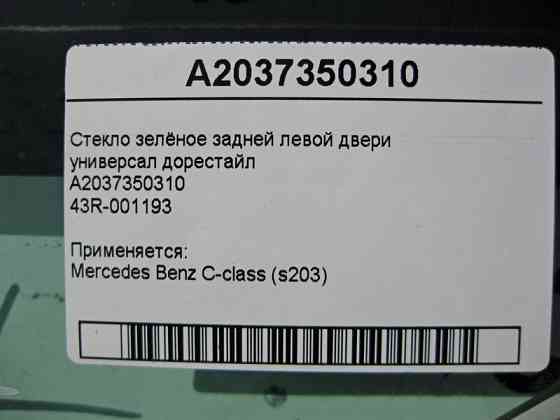 A2037350310
Стекло зелёное задней левой двери
универсал дорестайл
A2037350310
43R-001193
Применяется:
Mercedes Benz C-class (s203)